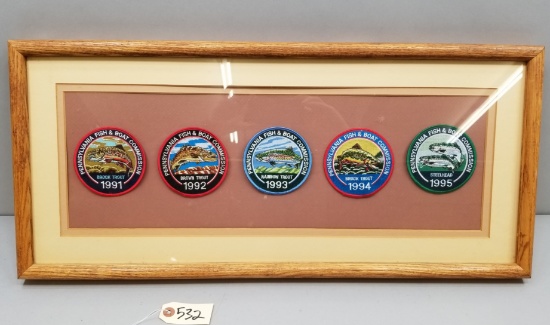 PENNSYLVANIA FISH & BOAT COMMISSION
BROOK TROUT
1991
PENNSYLVANIA FISH & BOAT COMMISSION
BROWN TROUT
1992
PENNSYLVANIA FISH & BOAT COMMISSION
RAINBOW TROUT
1993
PENNSYLVANIA FISH & BOAT COMMISSION
BROOK TROUT
1994
PENNSYLVANIA FISH & BOAT COMMISSION
STEELHEAD
1995
532